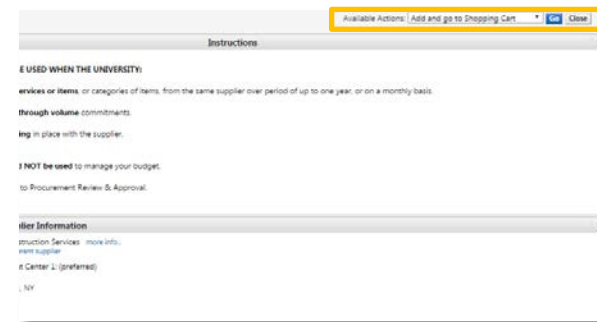 Available Actions: Add and go to Shopping Cart Go Close
Instructions
E USED WHEN THE UNIVERSITY:
ervices or items, or categories of items, from the same supplier over period of up to one year, or on a monthly basis.
through volume commitments.
ing in place with the supplier.
NOT be used to manage your budget.
to Procurement Review & Approval.
lier Information
struction Services more info...
rent supplier
t Center 1: (preferred)
, NY